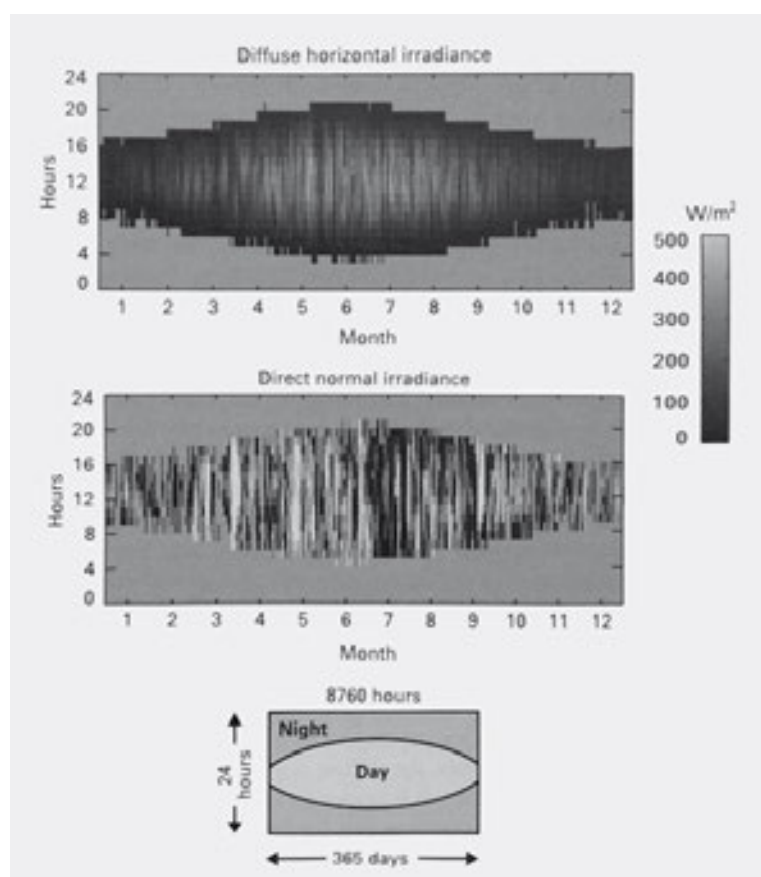 Diffuse horizontal irradiance
24
20
16
12
8
4
0
Hours
1 2 3 4 5 6 7 8 9 10 11 12
Month
W/m²
500
400
300
200
100
0
Direct normal irradiance
24
20
16
12
8
4
0
Hours
1 2 3 4 5 6 7 8 9 10 11 12
Month
8760 hours
Night
Day
24
hours
365 days